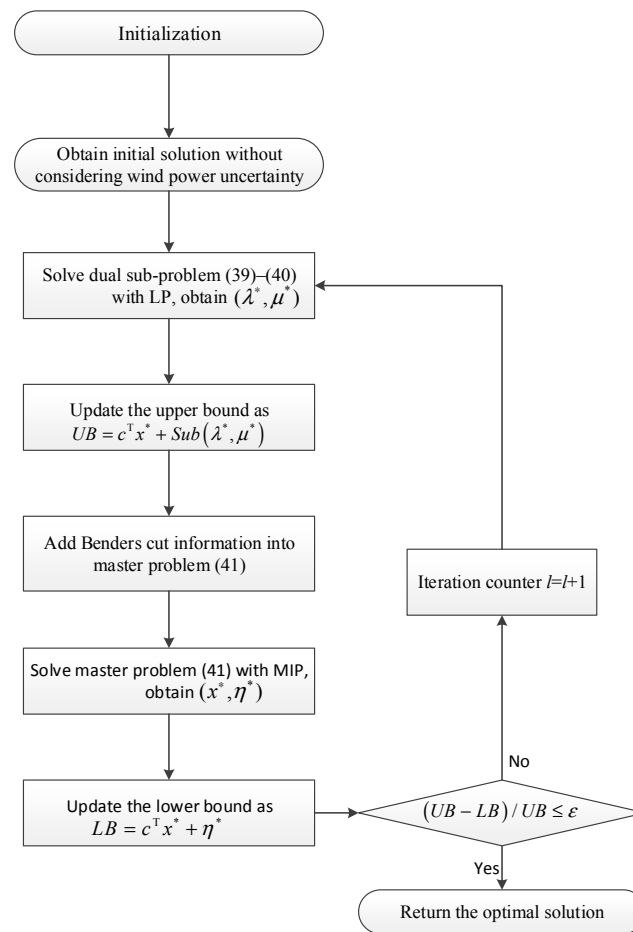 Initialization
Obtain initial solution without
considering wind power uncertainty
Solve dual sub-problem (39)–(40)
with LP, obtain (λ*, μ*)
Update the upper bound as
UB = cᵀx* + Sub(λ*, μ*)
Add Benders cut information into
master problem (41)
Solve master problem (41) with MIP,
obtain (x*, η*)
Update the lower bound as
LB = cᵀx* + η*
(UB − LB) / UB ≤ ε
No
Iteration counter l=l+1
Yes
Return the optimal solution